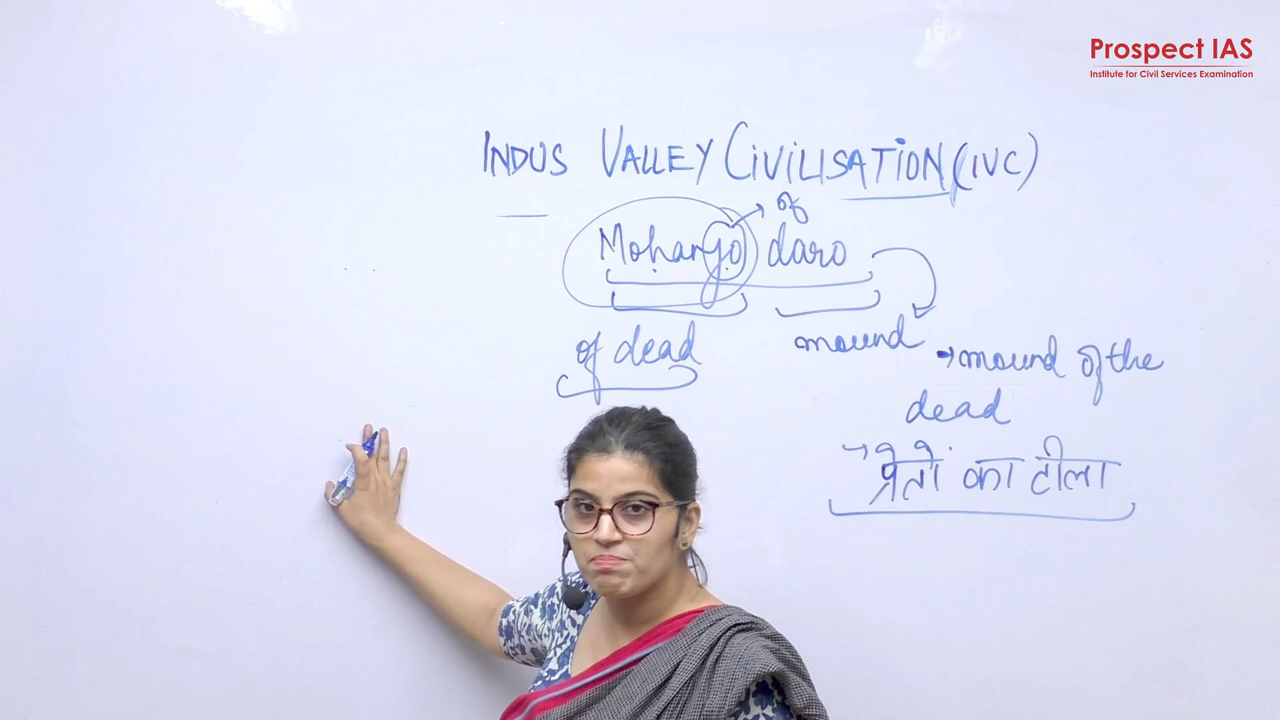 Prospect IAS
Institute for Civil Services Examination
INDUS VALLEY CIVILISATION (IVC)
of
Mohanjo daro
of dead
mound
→ mound of the
dead
→ प्रेतों का टीला